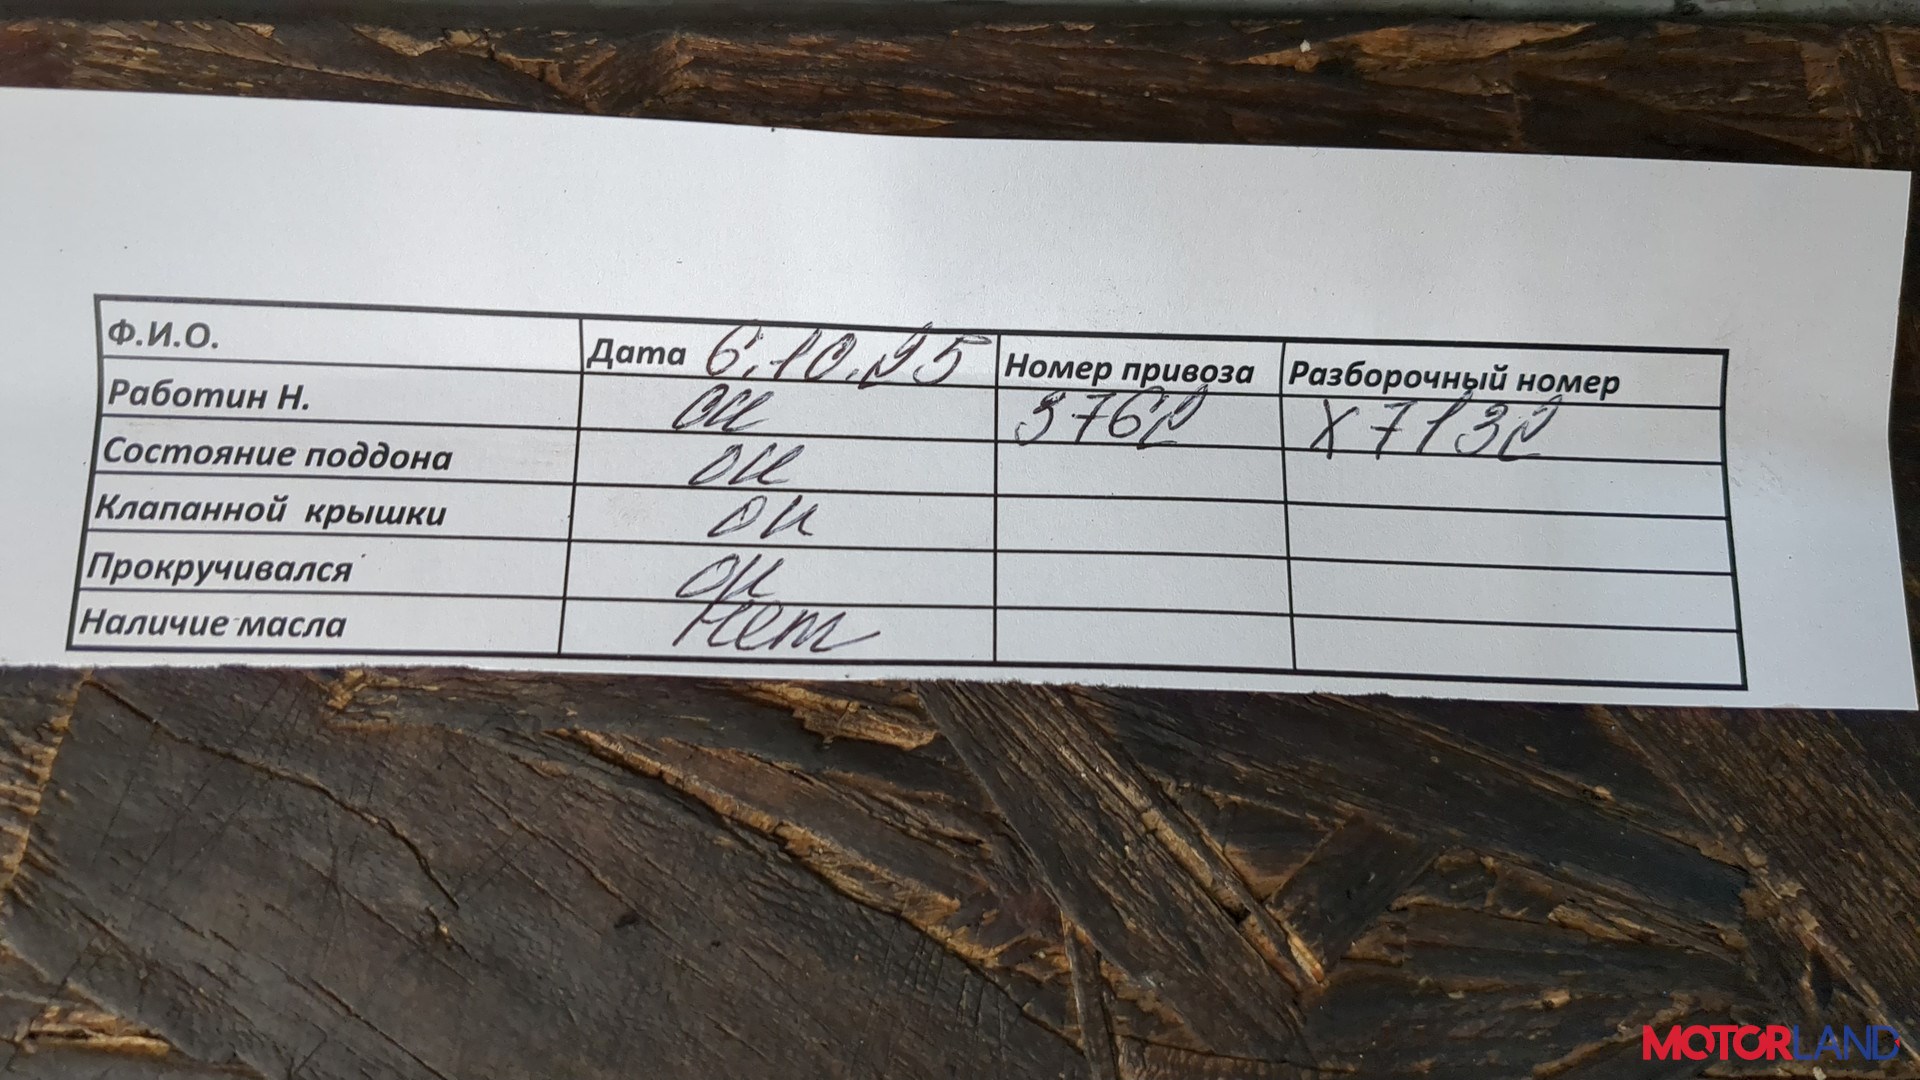 Ф.И.О. Дата 6.10.25 Номер привоза Разборочный номер
Работин Н. ок 3762 X7132
Состояние поддона ок
Клапанной крышки ок
Прокручивался ок
Наличие масла нет
MOTORLAND